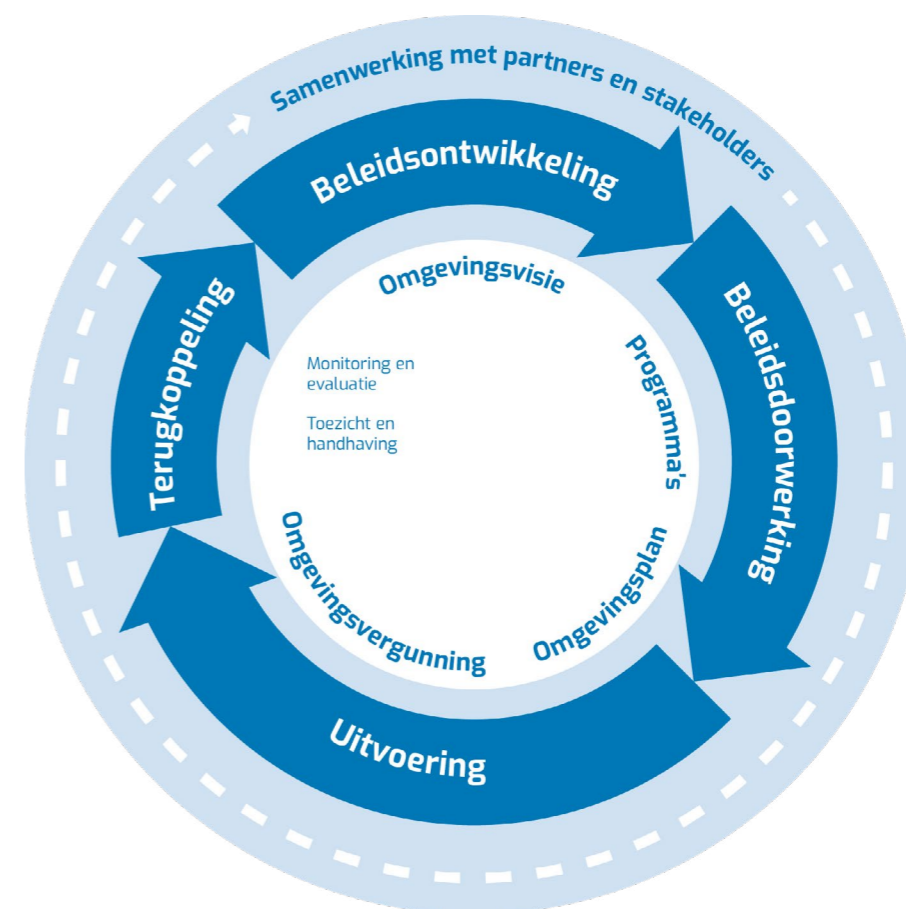 Samenwerking met partners en stakeholders
Beleidsontwikkeling
Beleidsdoorwerking
Uitvoering
Terugkoppeling
Omgevingsvisie
Programma's
Omgevingsplan
Omgevingsvergunning
Monitoring en
evaluatie
Toezicht en
handhaving